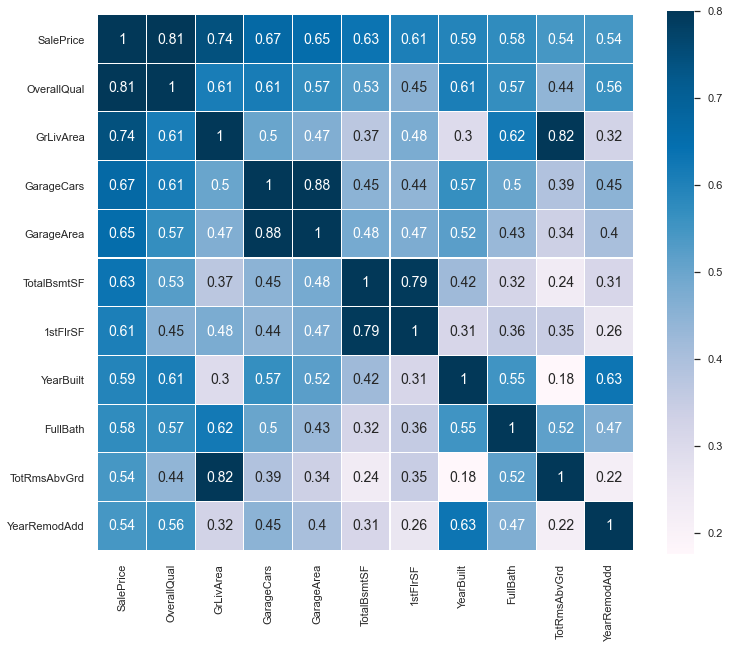 SalePrice 1 0.81 0.74 0.67 0.65 0.63 0.61 0.59 0.58 0.54 0.54
OverallQual 0.81 1 0.61 0.61 0.57 0.53 0.45 0.61 0.57 0.44 0.56
GrLivArea 0.74 0.61 1 0.5 0.47 0.37 0.48 0.3 0.62 0.82 0.32
GarageCars 0.67 0.61 0.5 1 0.88 0.45 0.44 0.57 0.5 0.39 0.45
GarageArea 0.65 0.57 0.47 0.88 1 0.48 0.47 0.52 0.43 0.34 0.4
TotalBsmtSF 0.63 0.53 0.37 0.45 0.48 1 0.79 0.42 0.32 0.24 0.31
1stFlrSF 0.61 0.45 0.48 0.44 0.47 0.79 1 0.31 0.36 0.35 0.26
YearBuilt 0.59 0.61 0.3 0.57 0.52 0.42 0.31 1 0.55 0.18 0.63
FullBath 0.58 0.57 0.62 0.5 0.43 0.32 0.36 0.55 1 0.52 0.47
TotRmsAbvGrd 0.54 0.44 0.82 0.39 0.34 0.24 0.35 0.18 0.52 1 0.22
YearRemodAdd 0.54 0.56 0.32 0.45 0.4 0.31 0.26 0.63 0.47 0.22 1
SalePrice
OverallQual
GrLivArea
GarageCars
GarageArea
TotalBsmtSF
1stFlrSF
YearBuilt
FullBath
TotRmsAbvGrd
YearRemodAdd
0.8
0.7
0.6
0.5
0.4
0.3
0.2